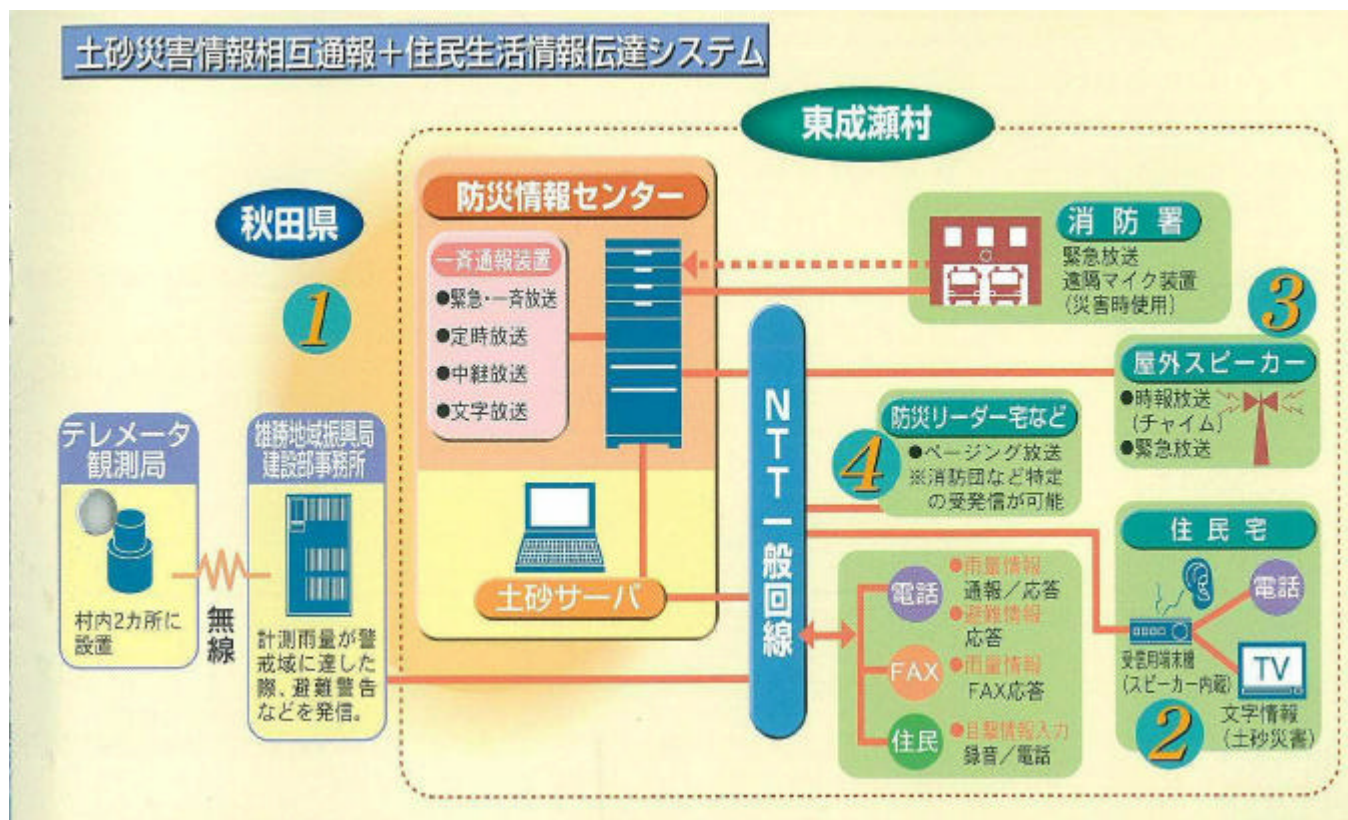 土砂災害情報相互通報+住民生活情報伝達システム
東成瀬村
秋田県
1
テレメータ
観測局
村内2カ所に
設置
無線
雄勝地域振興局
建設部事務所
計測雨量が警
戒域に達した
際、避難警告
などを発信。
防災情報センター
一斉通報装置
●緊急・一斉放送
●定時放送
●中継放送
●文字放送
土砂サーバ
NTT一般回線
消防署
緊急放送
遠隔マイク装置
(災害時使用)
3
屋外スピーカー
●時報放送
(チャイム)
●緊急放送
防災リーダー宅など
4
●ページング放送
※消防団など特定
の受発信が可能
電話
●雨量情報
通報/応答
●避難情報
応答
FAX
●雨量情報
FAX応答
住民
●目撃情報入力
録音/電話
住民宅
電話
受信用端末機
(スピーカー内蔵)
TV
2
文字情報
(土砂災害)